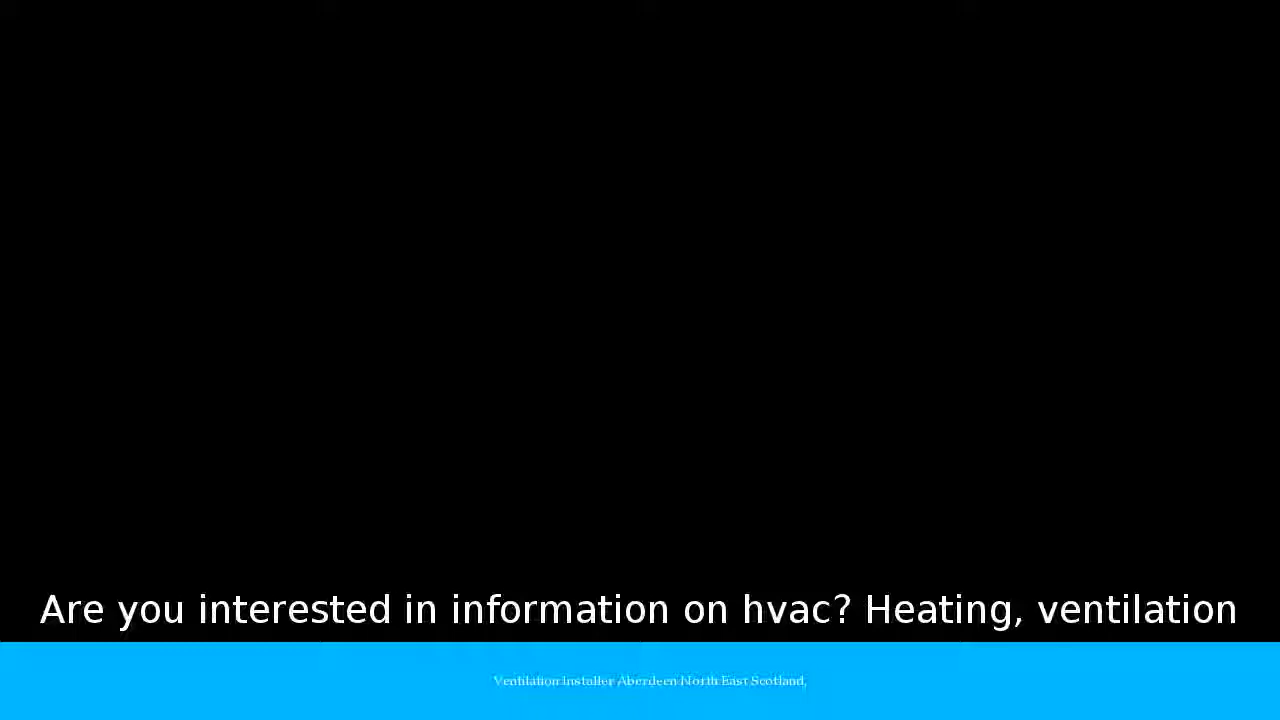 Are you interested in information on hvac? Heating, ventilation
Ventilation Installer Aberdeen North East Scotland,